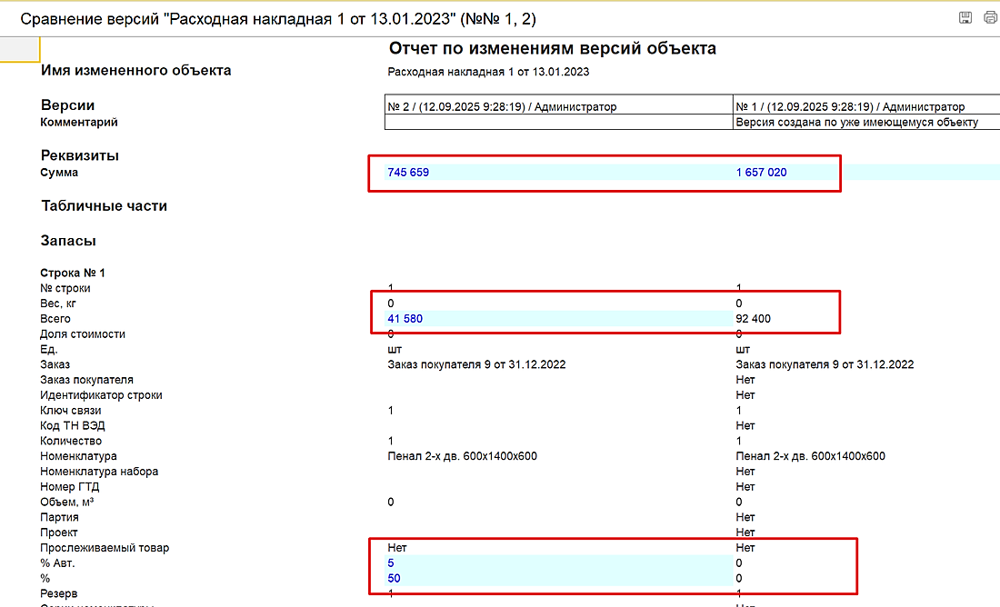 Сравнение версий "Расходная накладная 1 от 13.01.2023" (№№ 1, 2)
Отчет по изменениям версий объекта
Имя измененного объекта Расходная накладная 1 от 13.01.2023
Версии № 2 / (12.09.2025 9:28:19) / Администратор № 1 / (12.09.2025 9:28:19) / Администратор
Комментарий Версия создана по уже имеющемуся объекту
Реквизиты
Сумма 745 659 1 657 020
Табличные части
Запасы
Строка № 1
№ строки 1 1
Вес, кг 0 0
Всего 41 580 92 400
Доля стоимости 0 0
Ед. шт шт
Заказ Заказ покупателя 9 от 31.12.2022 Заказ покупателя 9 от 31.12.2022
Заказ покупателя Нет
Идентификатор строки Нет
Ключ связи 1 1
Код ТН ВЭД Нет
Количество 1 1
Номенклатура Пенал 2-х дв. 600х1400х600 Пенал 2-х дв. 600х1400х600
Номенклатура набора Нет
Номер ГТД Нет
Объем, м³ 0 0
Партия Нет
Проект Нет
Прослеживаемый товар Нет Нет
% Авт. 5 0
% 50 0
Резерв 1 1